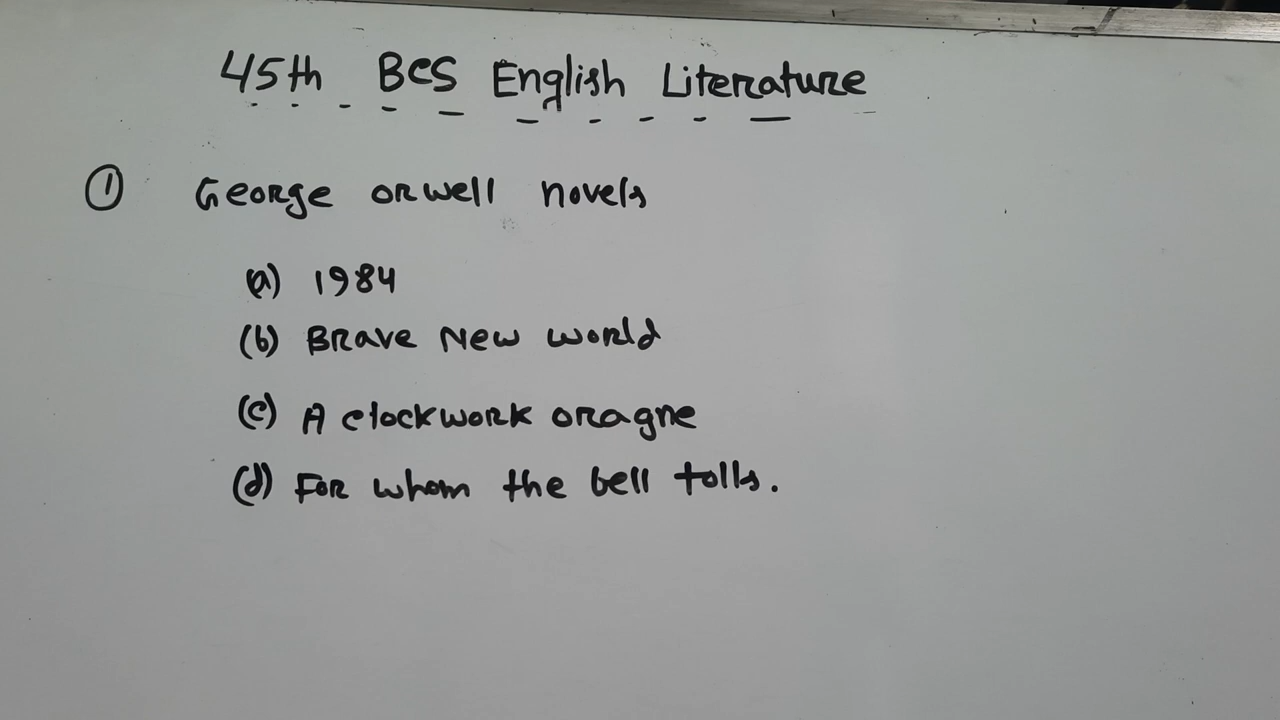 45th BCS English Literature
① George orwell novels
(a) 1984
(b) Brave New world
(c) A clockwork oragne
(d) For whom the bell tolls.